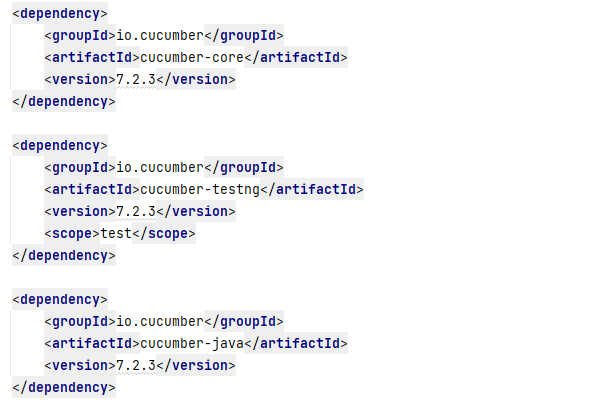 <dependency>
<groupId>io.cucumber</groupId>
<artifactId>cucumber-core</artifactId>
<version>7.2.3</version>
</dependency>
<dependency>
<groupId>io.cucumber</groupId>
<artifactId>cucumber-testng</artifactId>
<version>7.2.3</version>
<scope>test</scope>
</dependency>
<dependency>
<groupId>io.cucumber</groupId>
<artifactId>cucumber-java</artifactId>
<version>7.2.3</version>
</dependency>